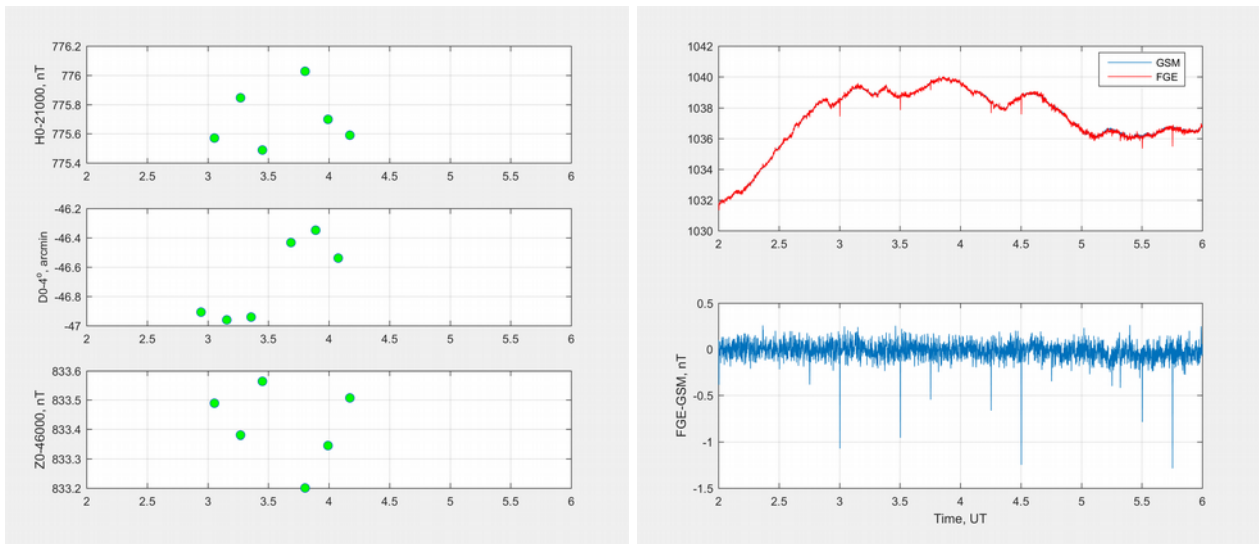 776.2
776
775.8
775.6
775.4
H0-21000, nT
2 2.5 3 3.5 4 4.5 5 5.5 6
-46.2
-46.4
-46.6
-46.8
-47
D0-4°, arcmin
2 2.5 3 3.5 4 4.5 5 5.5 6
833.6
833.5
833.4
833.3
833.2
Z0-46000, nT
2 2.5 3 3.5 4 4.5 5 5.5 6
1042
1040
1038
1036
1034
1032
1030
GSM
FGE
2 2.5 3 3.5 4 4.5 5 5.5 6
0.5
0
-0.5
-1
-1.5
FGE-GSM, nT
2 2.5 3 3.5 4 4.5 5 5.5 6
Time, UT